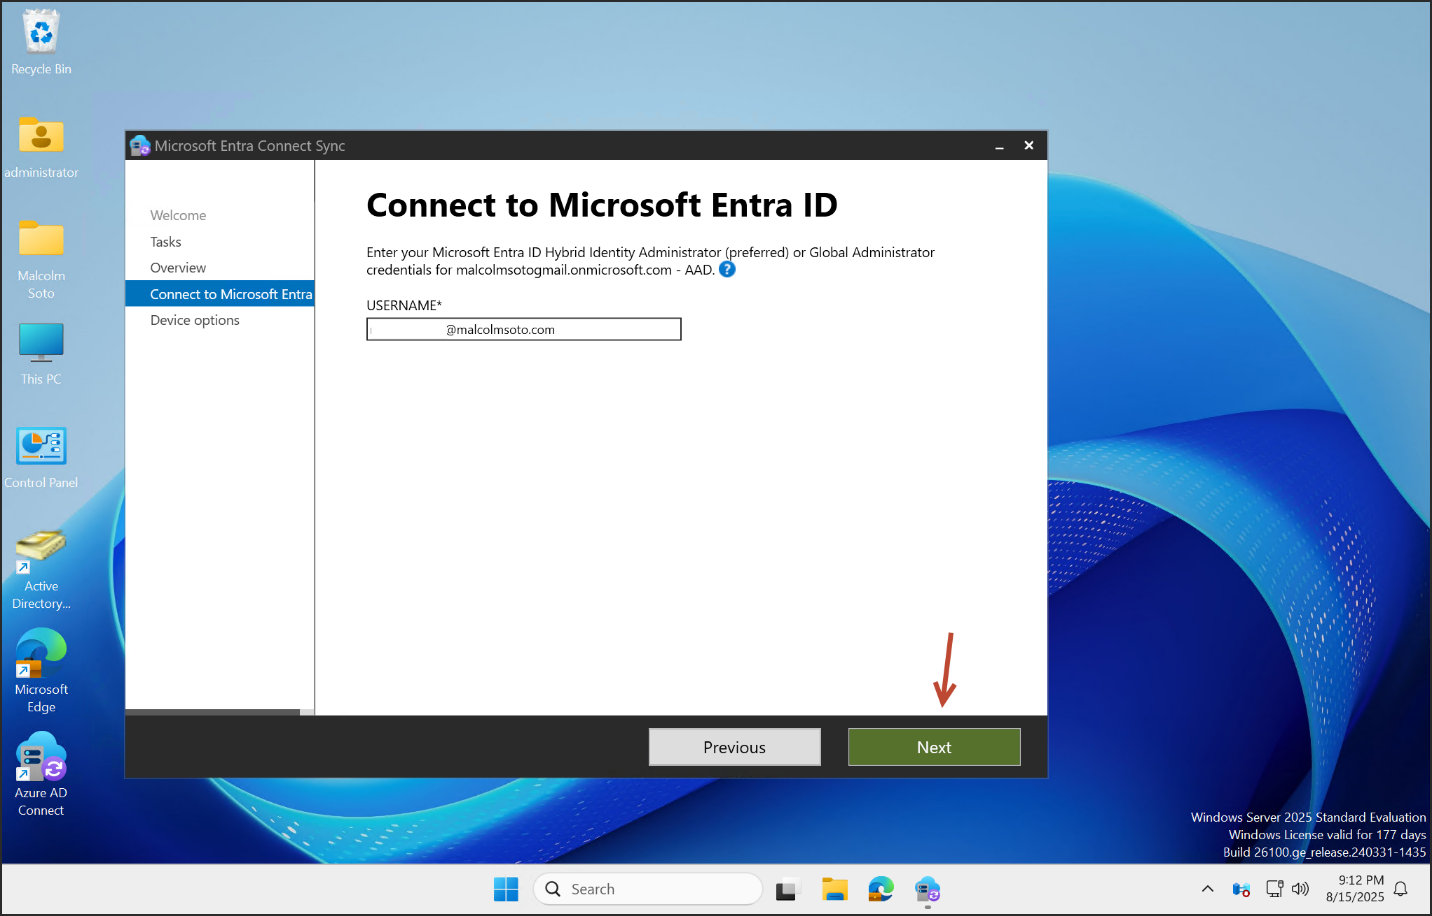 Recycle Bin
administrator
Malcolm
Soto
This PC
Control Panel
Active
Directory...
Microsoft
Edge
Azure AD
Connect
Microsoft Entra Connect Sync
Welcome
Tasks
Overview
Connect to Microsoft Entra
Device options
Connect to Microsoft Entra ID
Enter your Microsoft Entra ID Hybrid Identity Administrator (preferred) or Global Administrator
credentials for malcolmsotogmail.onmicrosoft.com - AAD. ?
USERNAME*
@malcolmsoto.com
Previous
Next
Windows Server 2025 Standard Evaluation
Windows License valid for 177 days
Build 26100.ge_release.240331-1435
Search
9:12 PM
8/15/2025